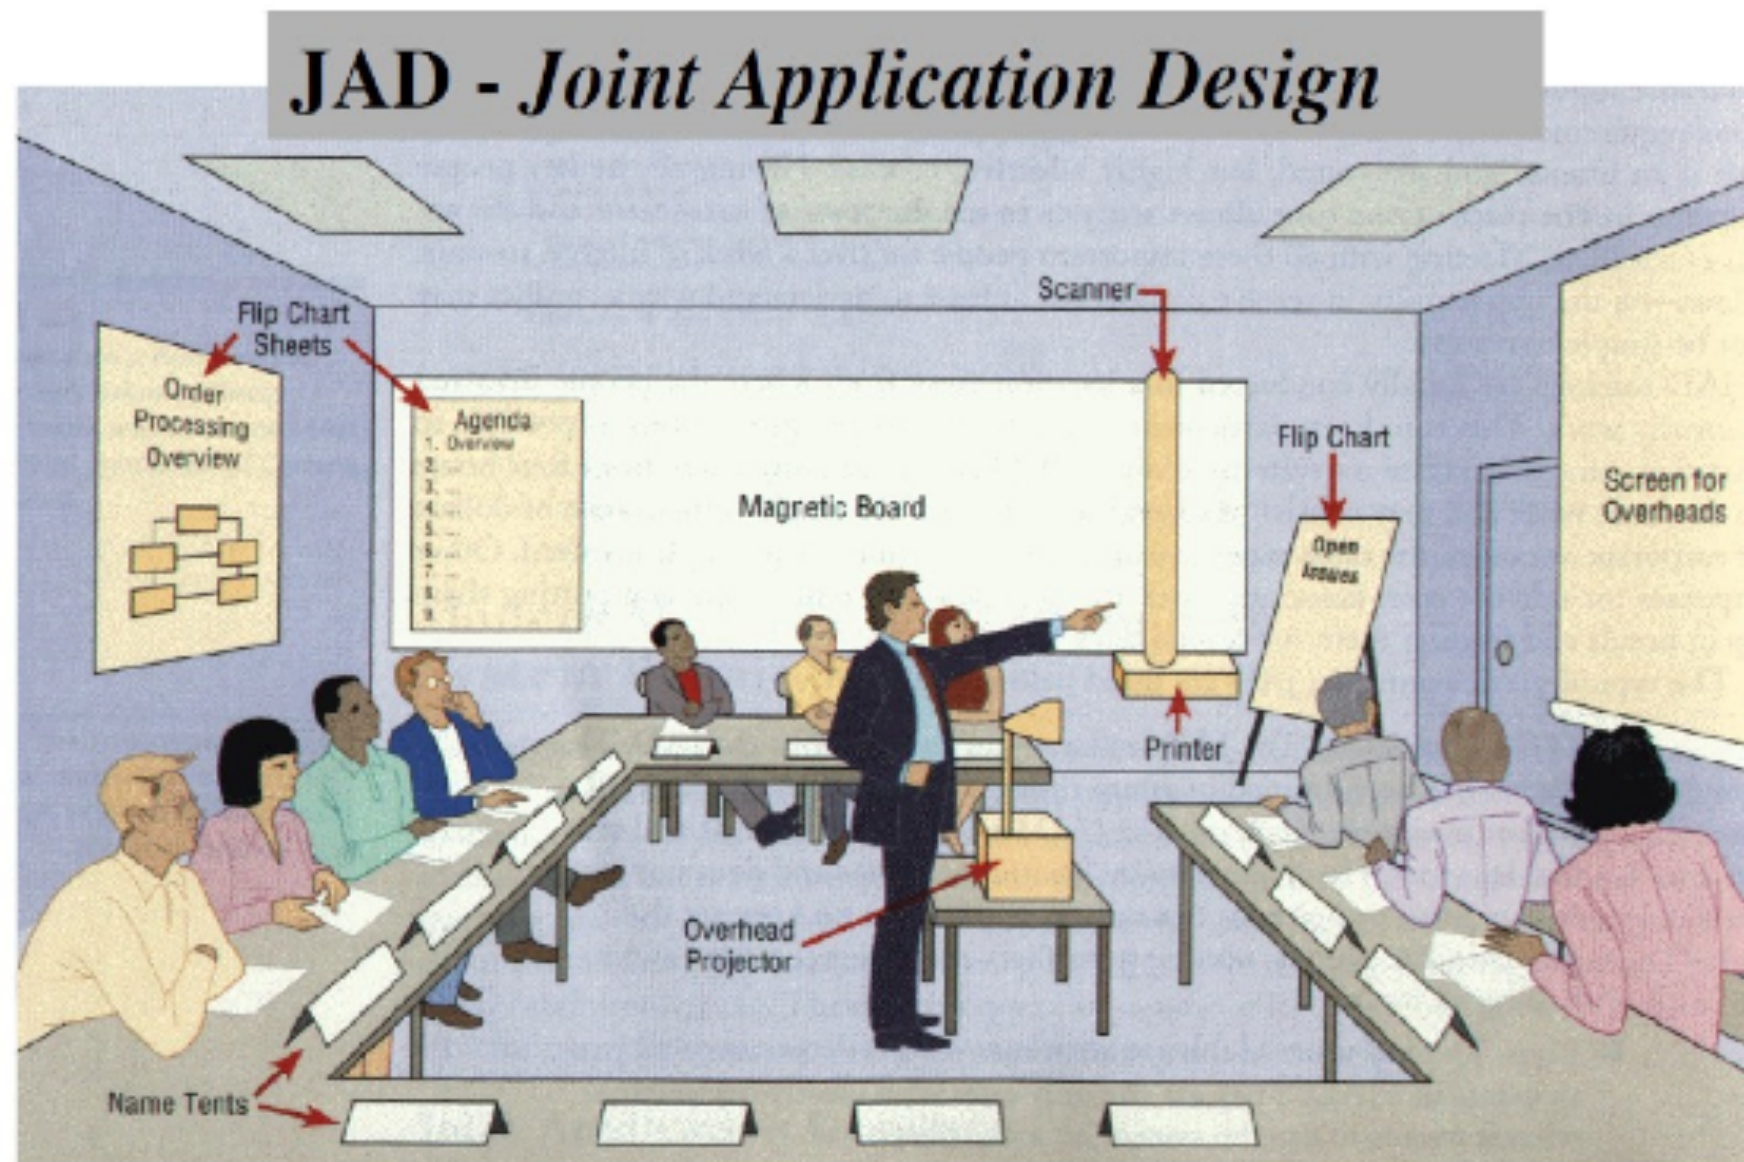 JAD - Joint Application Design
Scanner
Flip Chart
Sheets
Order
Processing
Overview
Agenda
1. Overview
2.
3.
4.
5.
6.
7.
8.
9.
Magnetic Board
Flip Chart
Open
Issues
Screen for
Overheads
Printer
Overhead
Projector
Name Tents